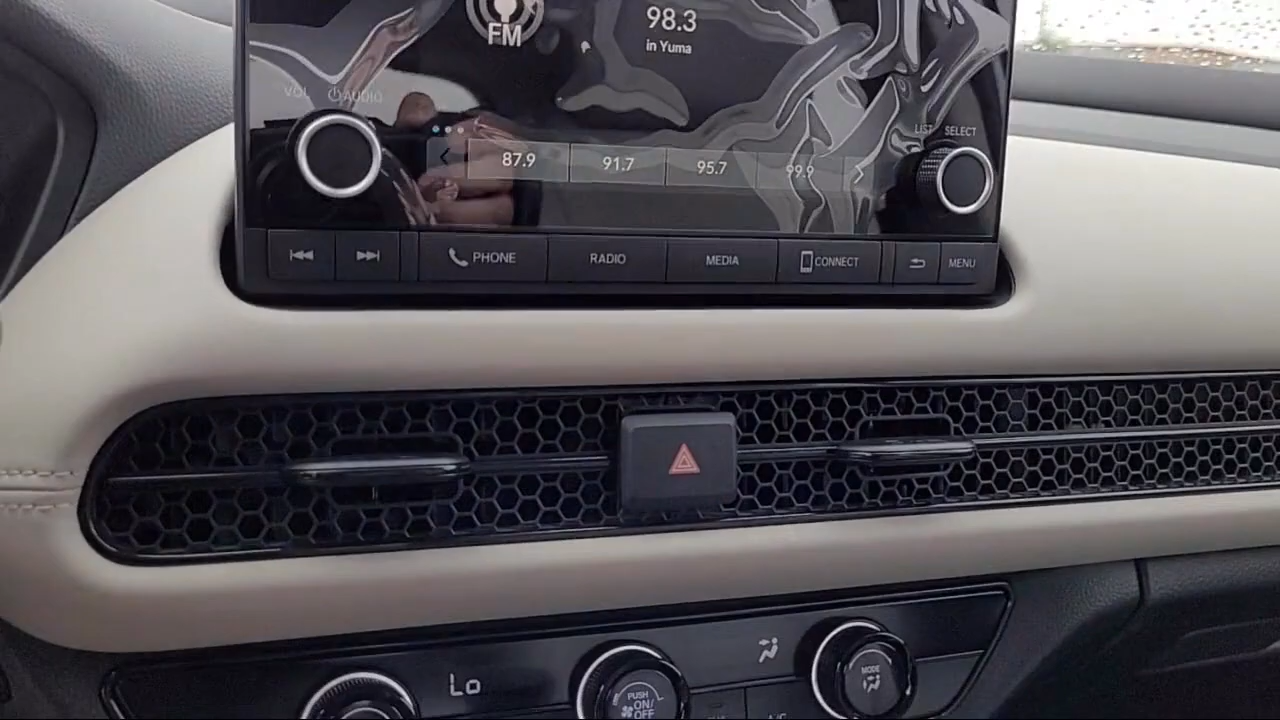 FM
98.3
in Yuma
VOL AUDIO
LIST SELECT
87.9 91.7 95.7 99.9
PHONE RADIO MEDIA CONNECT MENU
Lo
PUSH
ON/
OFF
MODE